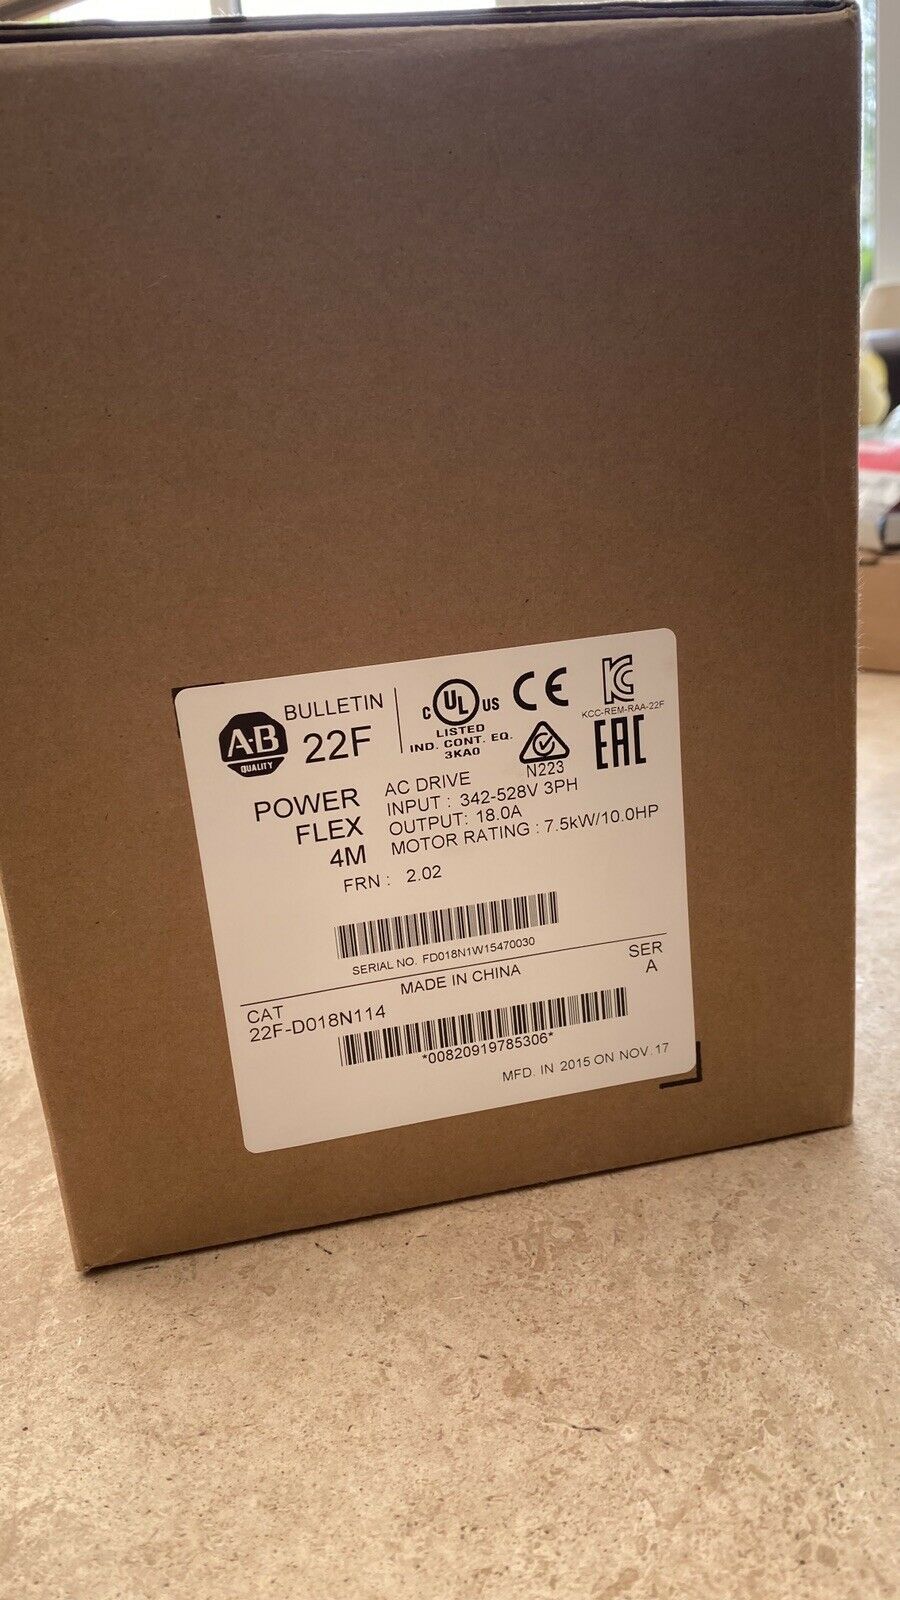 A-B
QUALITY
BULLETIN
22F
C UL US
LISTED
IND. CONT. EQ.
3KA0
CE
KCC-REM-RAA-22F
N223
EAC
POWER
FLEX
4M
AC DRIVE
INPUT : 342-528V 3PH
OUTPUT: 18.0A
MOTOR RATING : 7.5kW/10.0HP
FRN : 2.02
SERIAL NO. FD018N1W15470030
MADE IN CHINA
SER
A
CAT
22F-D018N114
*00820919785306*
MFD. IN 2015 ON NOV.17